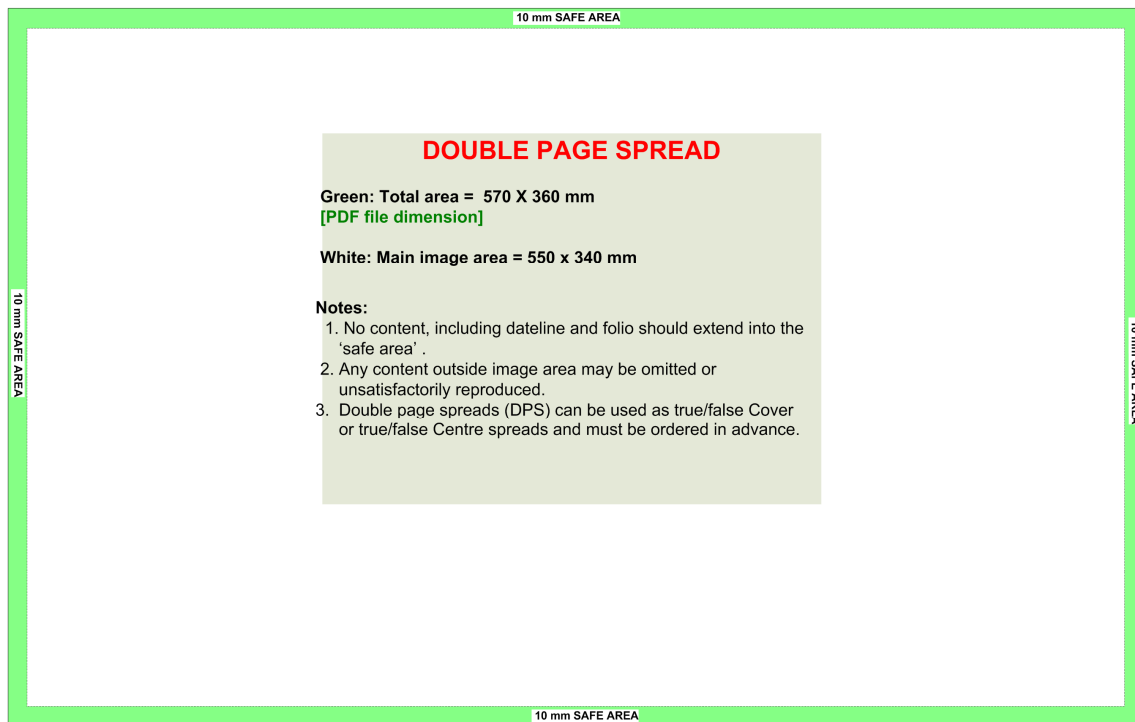 10 mm SAFE AREA
DOUBLE PAGE SPREAD
Green: Total area = 570 X 360 mm
[PDF file dimension]
White: Main image area = 550 x 340 mm
Notes:
1. No content, including dateline and folio should extend into the
‘safe area’ .
2. Any content outside image area may be omitted or
unsatisfactorily reproduced.
3. Double page spreads (DPS) can be used as true/false Cover
or true/false Centre spreads and must be ordered in advance.
10 mm SAFE AREA
10 mm SAFE AREA
10 mm SAFE AREA